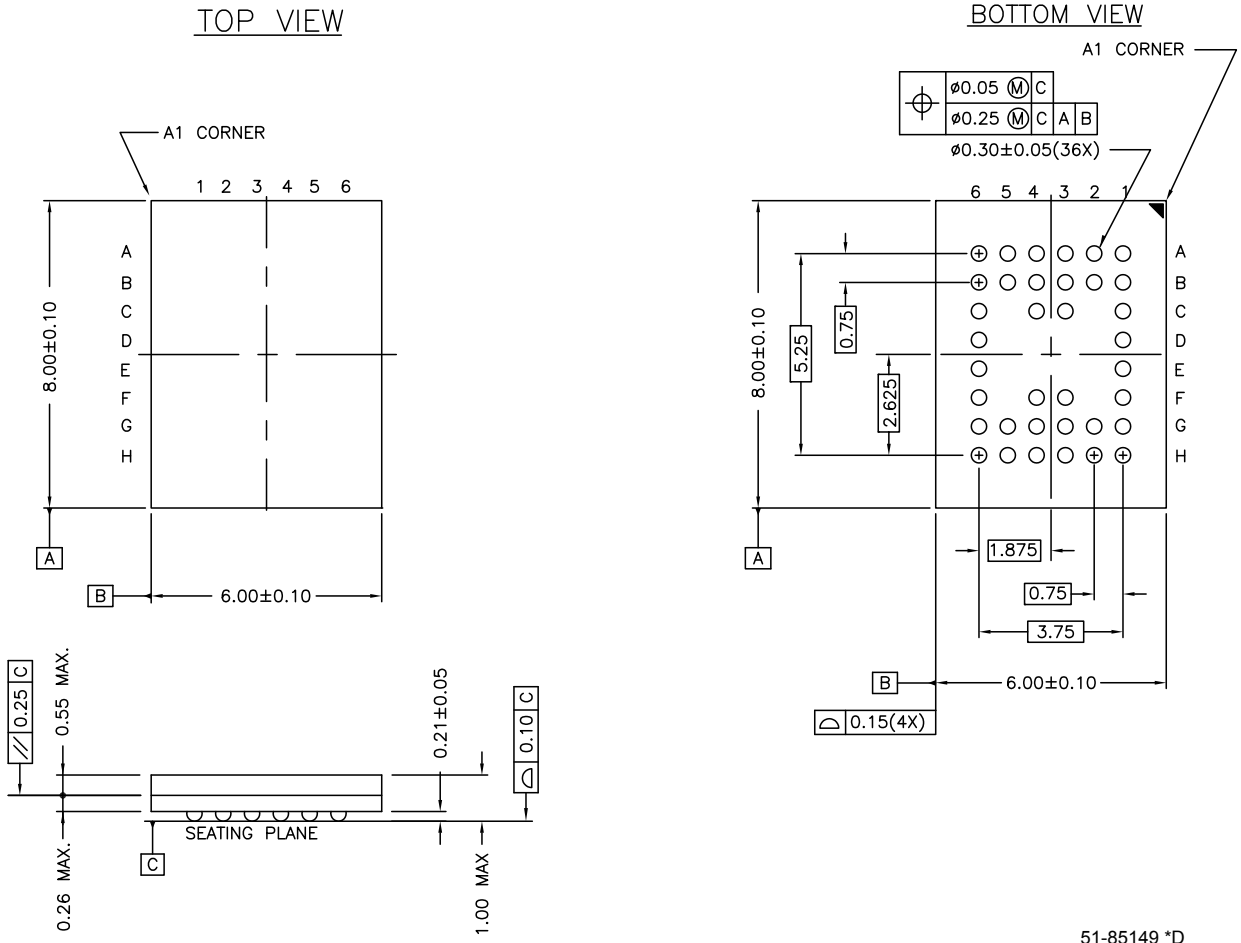 TOP VIEW
A1 CORNER
1 2 3 4 5 6
A
B
C
D
E
F
G
H
8.00±0.10
A
B
6.00±0.10
BOTTOM VIEW
A1 CORNER
ø0.05 Ⓜ C
ø0.25 Ⓜ C A B
ø0.30±0.05(36X)
6 5 4 3 2 1
A
B
C
D
E
F
G
H
8.00±0.10
5.25
0.75
2.625
A
1.875
0.75
3.75
B
6.00±0.10
⌓ 0.15(4X)
// 0.25 C
0.55 MAX.
0.21±0.05
⌓ 0.10 C
SEATING PLANE
C
0.26 MAX.
1.00 MAX
51-85149 *D